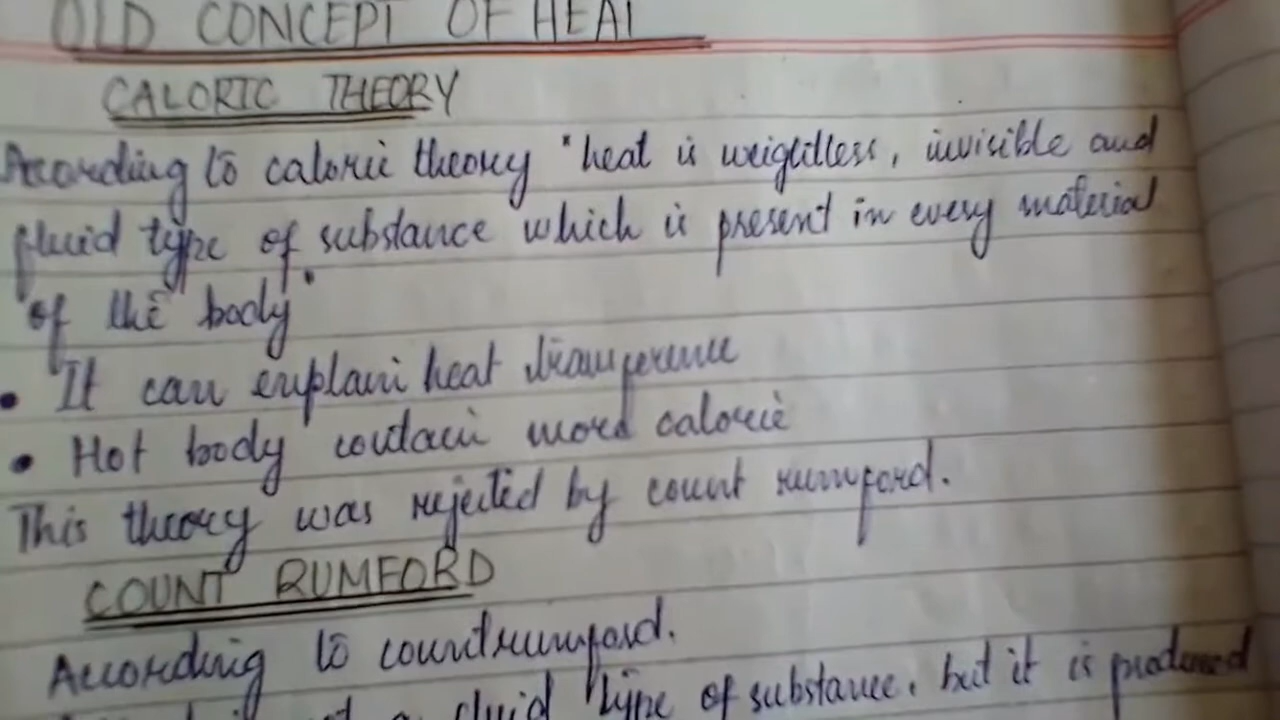 OLD CONCEPT OF HEAT
CALORIC THEORY
According to caloric theory "heat is weightless, invisible and
fluid type of substance which is present in every material
of the body"
• It can explain heat transference
• Hot body contain more caloric
This theory was rejected by count rumford.
COUNT RUMFORD
According to countrumford.
a fluid type of substance. but it is produced